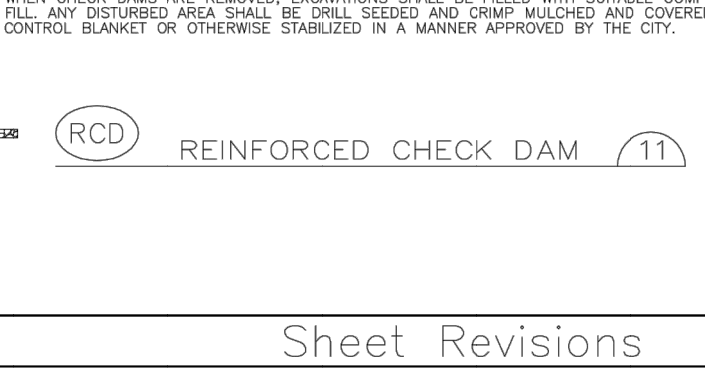 WHEN CHECK DAMS ARE REMOVED, EXCAVATIONS SHALL BE FILLED WITH SUITABLE
FILL. ANY DISTURBED AREA SHALL BE DRILL SEEDED AND CRIMP MULCHED AND COVERED
CONTROL BLANKET OR OTHERWISE STABILIZED IN A MANNER APPROVED BY THE CITY.
RCD REINFORCED CHECK DAM 11
Sheet Revisions